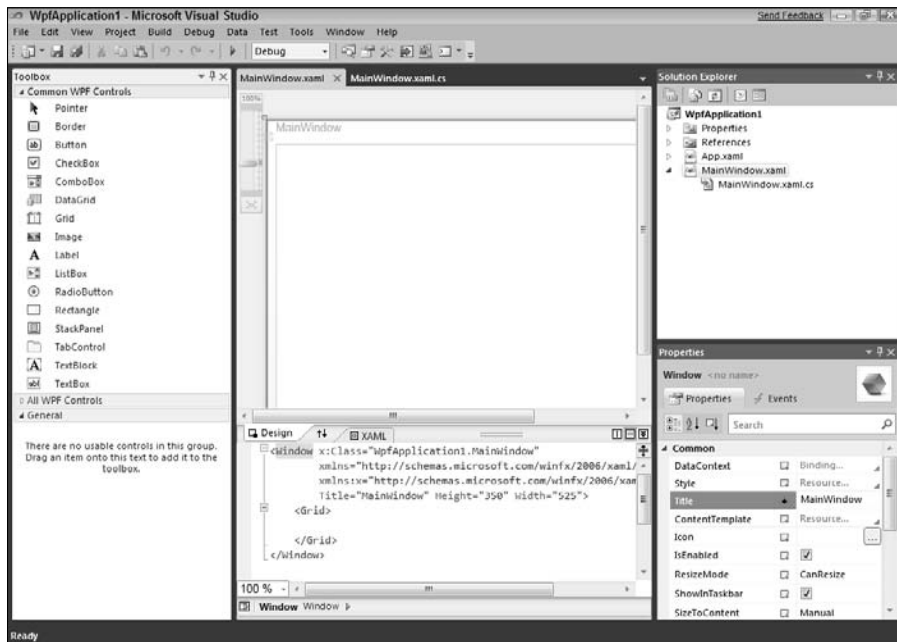 WpfApplication1 - Microsoft Visual Studio
Send Feedback
File Edit View Project Build Debug Data Test Tools Window Help
Debug
Toolbox
Common WPF Controls
Pointer
Border
Button
CheckBox
ComboBox
DataGrid
Grid
Image
Label
ListBox
RadioButton
Rectangle
StackPanel
TabControl
TextBlock
TextBox
All WPF Controls
General
There are no usable controls in this group.
Drag an item onto this text to add it to the
toolbox.
MainWindow.xaml
MainWindow.xaml.cs
100%
MainWindow
Design
XAML
<Window x:Class="WpfApplication1.MainWindow"
xmlns="http://schemas.microsoft.com/winfx/2006/xaml/
xmlns:x="http://schemas.microsoft.com/winfx/2006/xam
Title="MainWindow" Height="350" Width="525">
<Grid>
</Grid>
</Window>
100 %
Window Window
Solution Explorer
WpfApplication1
Properties
References
App.xaml
MainWindow.xaml
MainWindow.xaml.cs
Properties
Window <no name>
Properties Events
Search
Common
DataContext Binding...
Style Resource...
Title MainWindow
ContentTemplate Resource...
Icon ...
IsEnabled
ResizeMode CanResize
ShowInTaskbar
SizeToContent Manual
Ready